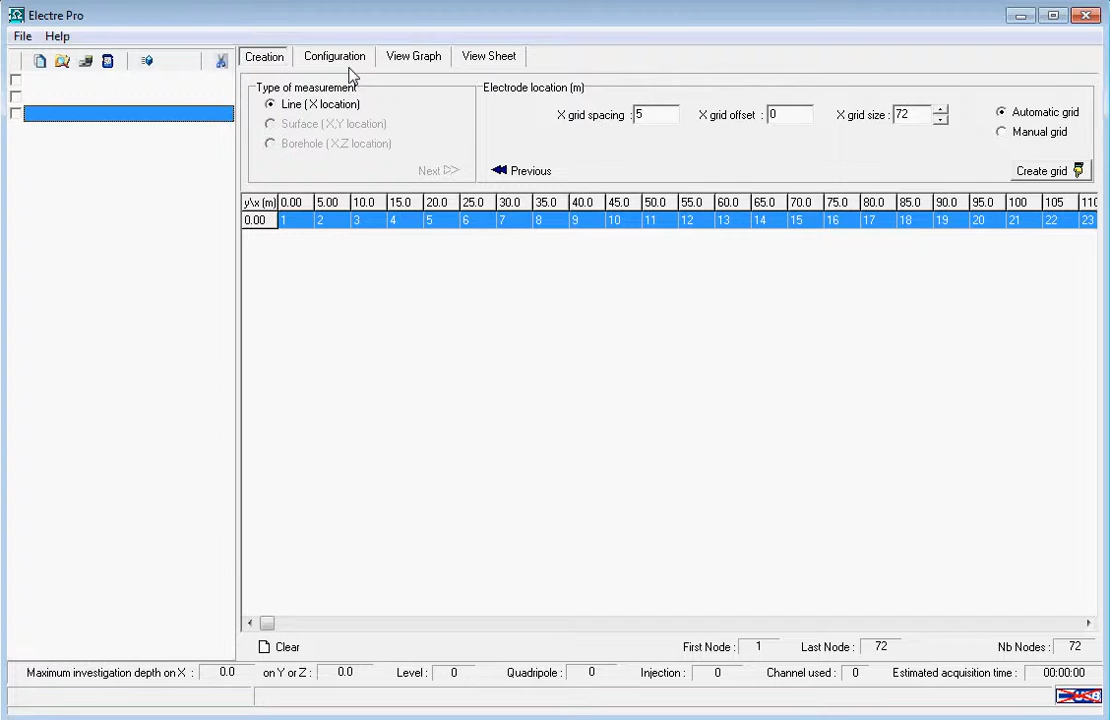 Electre Pro
File Help
Creation Configuration View Graph View Sheet
Type of measurement
Line ( X location)
Surface ( X,Y location)
Borehole ( X,Z location)
Next
Electrode location (m)
X grid spacing : 5 X grid offset : 0 X grid size : 72
Automatic grid
Manual grid
Previous
Create grid
y\x (m) 0.00 5.00 10.0 15.0 20.0 25.0 30.0 35.0 40.0 45.0 50.0 55.0 60.0 65.0 70.0 75.0 80.0 85.0 90.0 95.0 100 105 110
0.00 1 2 3 4 5 6 7 8 9 10 11 12 13 14 15 16 17 18 19 20 21 22 23
Clear
First Node : 1 Last Node : 72 Nb Nodes : 72
Maximum investigation depth on X : 0.0 on Y or Z : 0.0 Level : 0 Quadripole : 0 Injection : 0 Channel used : 0 Estimated acquisition time : 00:00:00